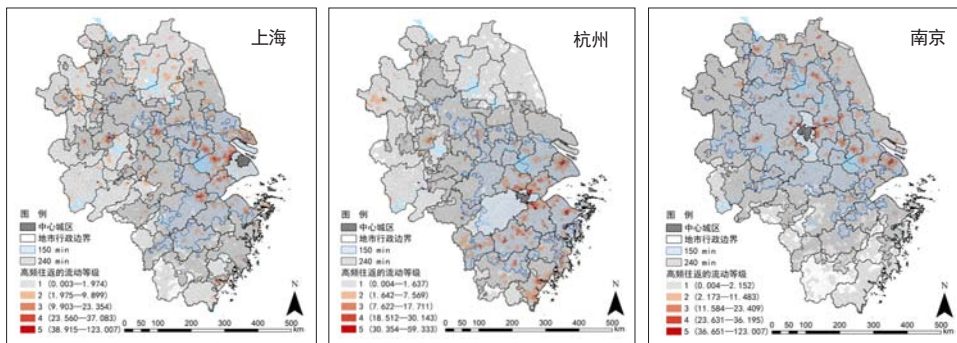 上海
图 例
中心城区
地市行政边界
150 min
240 min
高频往返的流动等级
1 (0.003—1.974)
2 (1.975—9.899)
3 (9.903—23.354)
4 (23.560—37.083)
5 (38.915—123.007)
0 50 100 200 300 400 500
km
N
杭州
图 例
中心城区
地市行政边界
150 min
240 min
高频往返的流动等级
1 (0.004—1.637)
2 (1.642—7.569)
3 (7.622—17.711)
4 (18.512—30.143)
5 (30.354—59.333)
0 50 100 200 300 400 500
km
N
南京
图 例
中心城区
地市行政边界
150 min
240 min
高频往返的流动等级
1 (0.004—2.152)
2 (2.173—11.483)
3 (11.584—23.409)
4 (23.631—36.195)
5 (36.651—123.007)
0 50 100 200 300 400 500
km
N